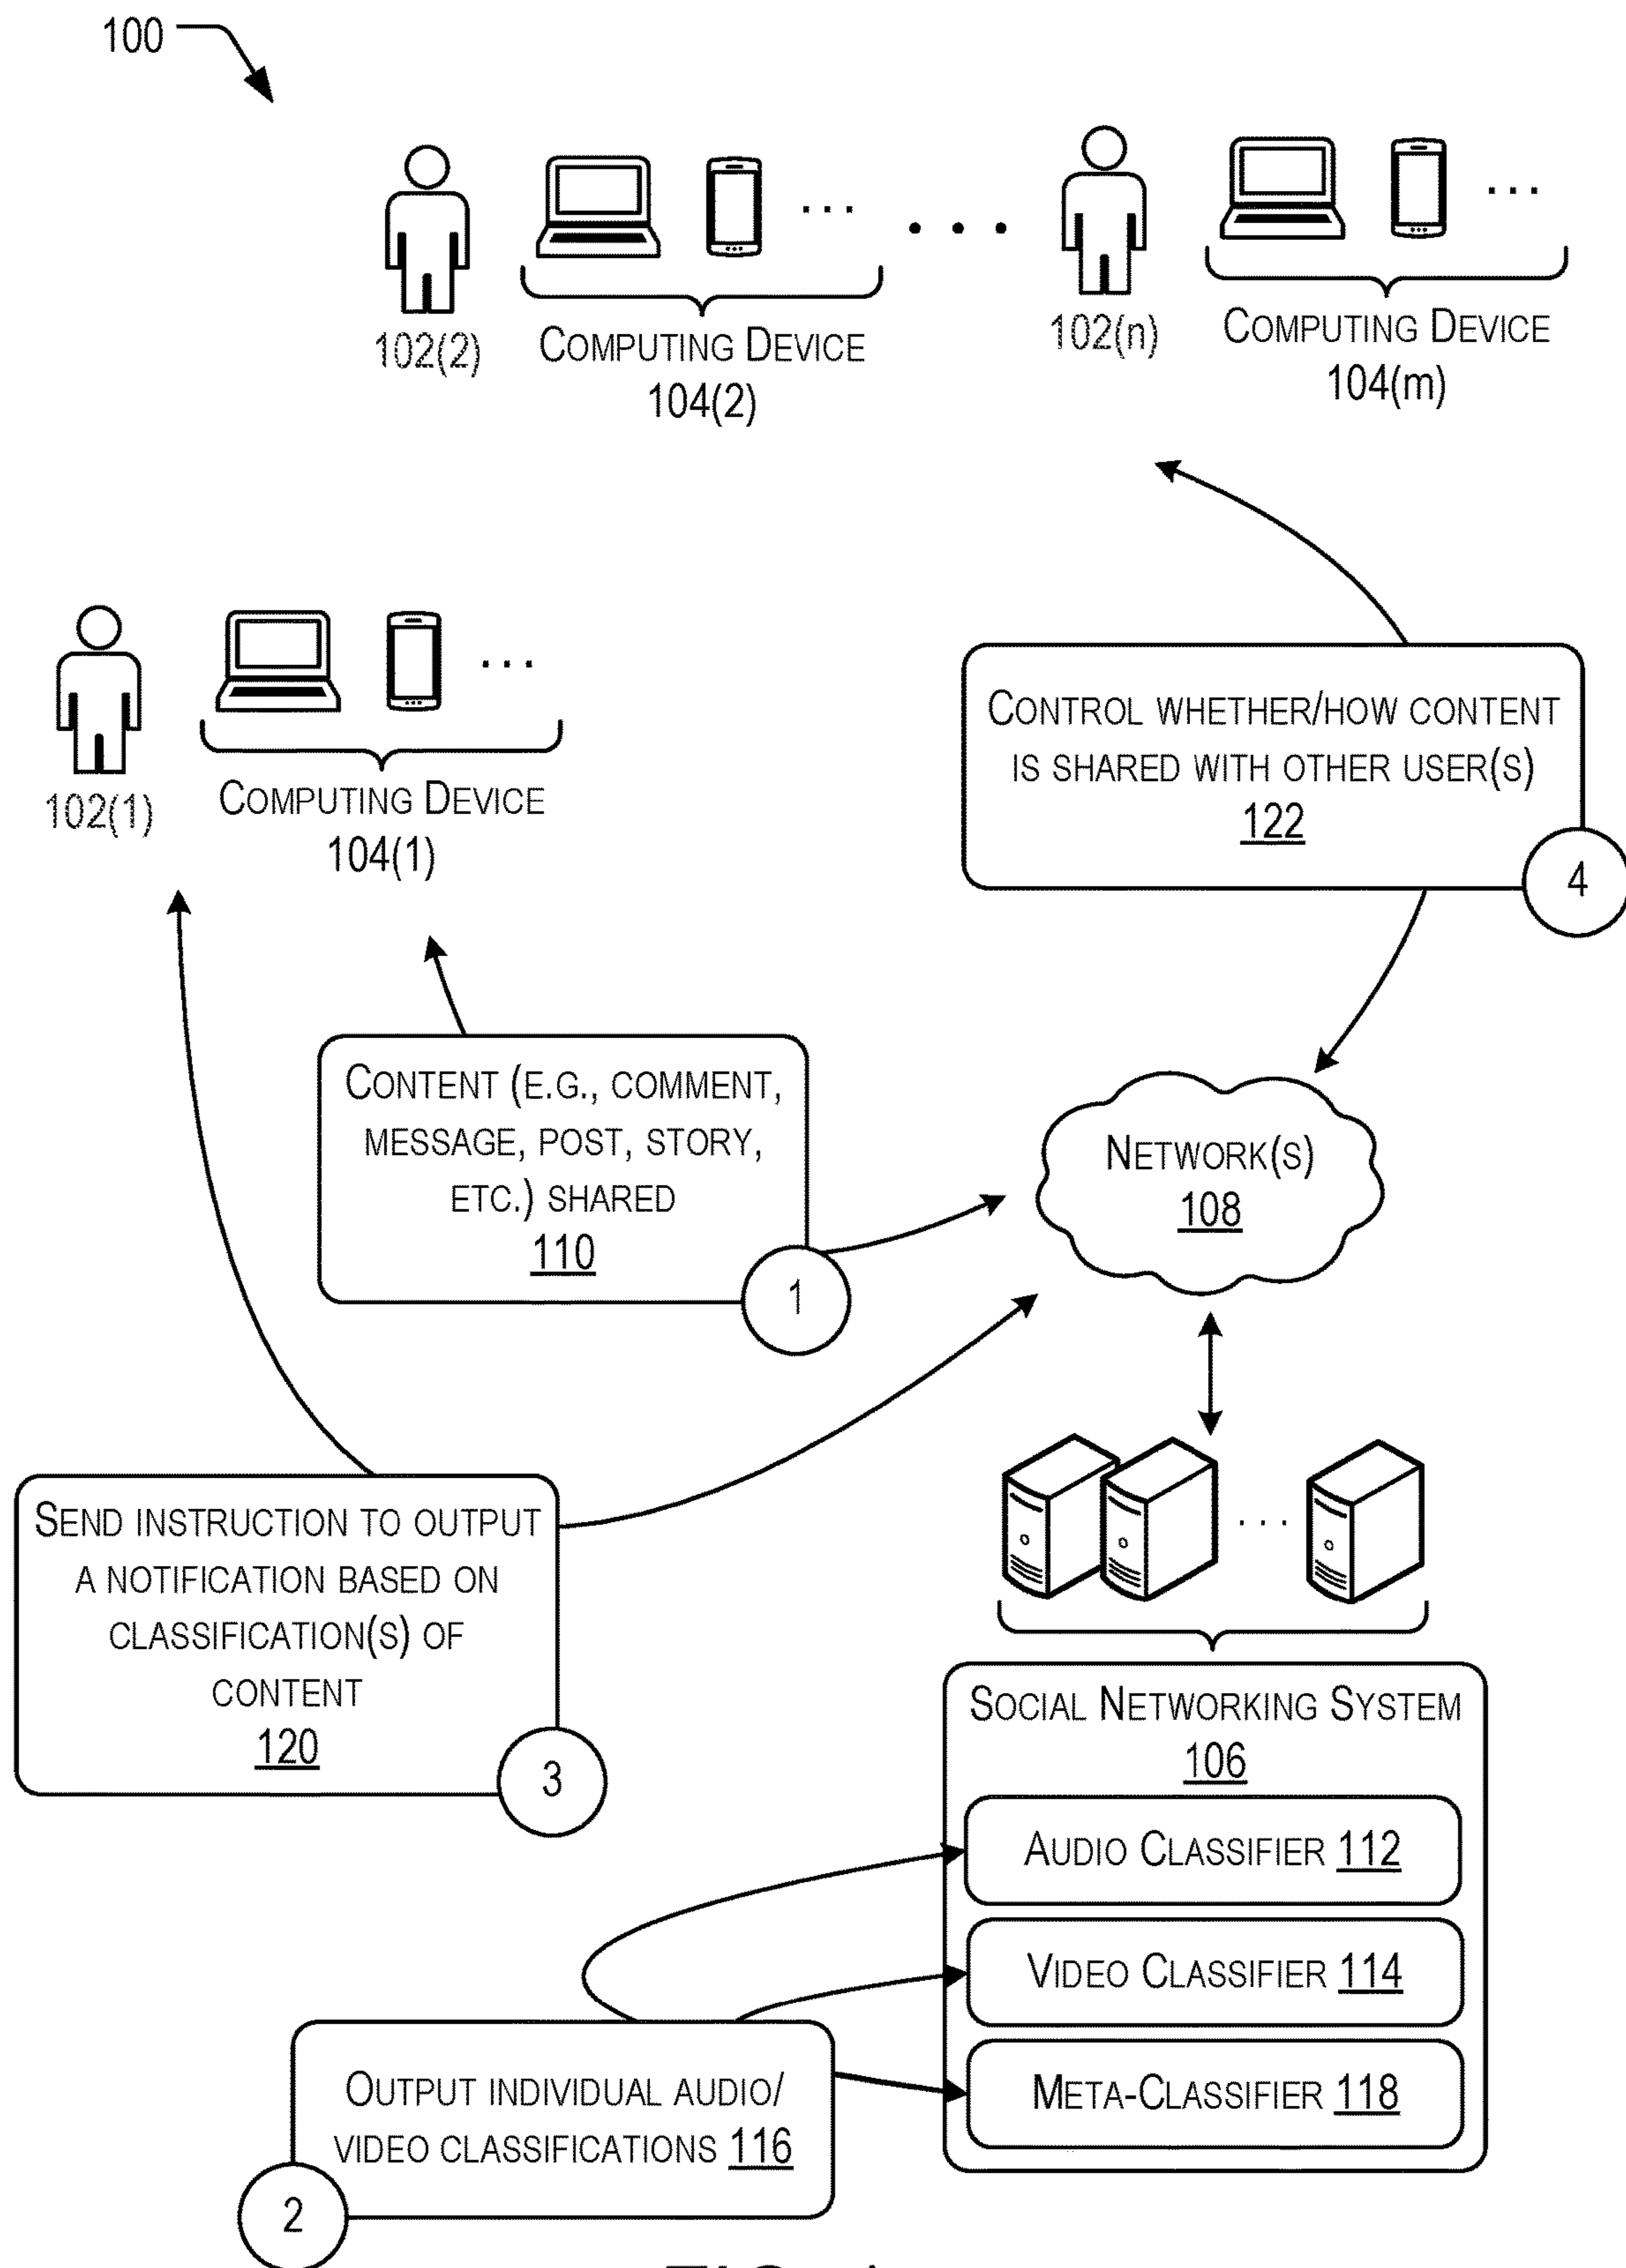 100
102(2)
COMPUTING DEVICE
104(2)
102(n)
COMPUTING DEVICE
104(m)
102(1)
COMPUTING DEVICE
104(1)
CONTROL WHETHER/HOW CONTENT
IS SHARED WITH OTHER USER(S)
122
4
CONTENT (E.G., COMMENT,
MESSAGE, POST, STORY,
ETC.) SHARED
110
1
NETWORK(S)
108
SEND INSTRUCTION TO OUTPUT
A NOTIFICATION BASED ON
CLASSIFICATION(S) OF
CONTENT
120
3
SOCIAL NETWORKING SYSTEM
106
AUDIO CLASSIFIER 112
VIDEO CLASSIFIER 114
META-CLASSIFIER 118
OUTPUT INDIVIDUAL AUDIO/
VIDEO CLASSIFICATIONS 116
2